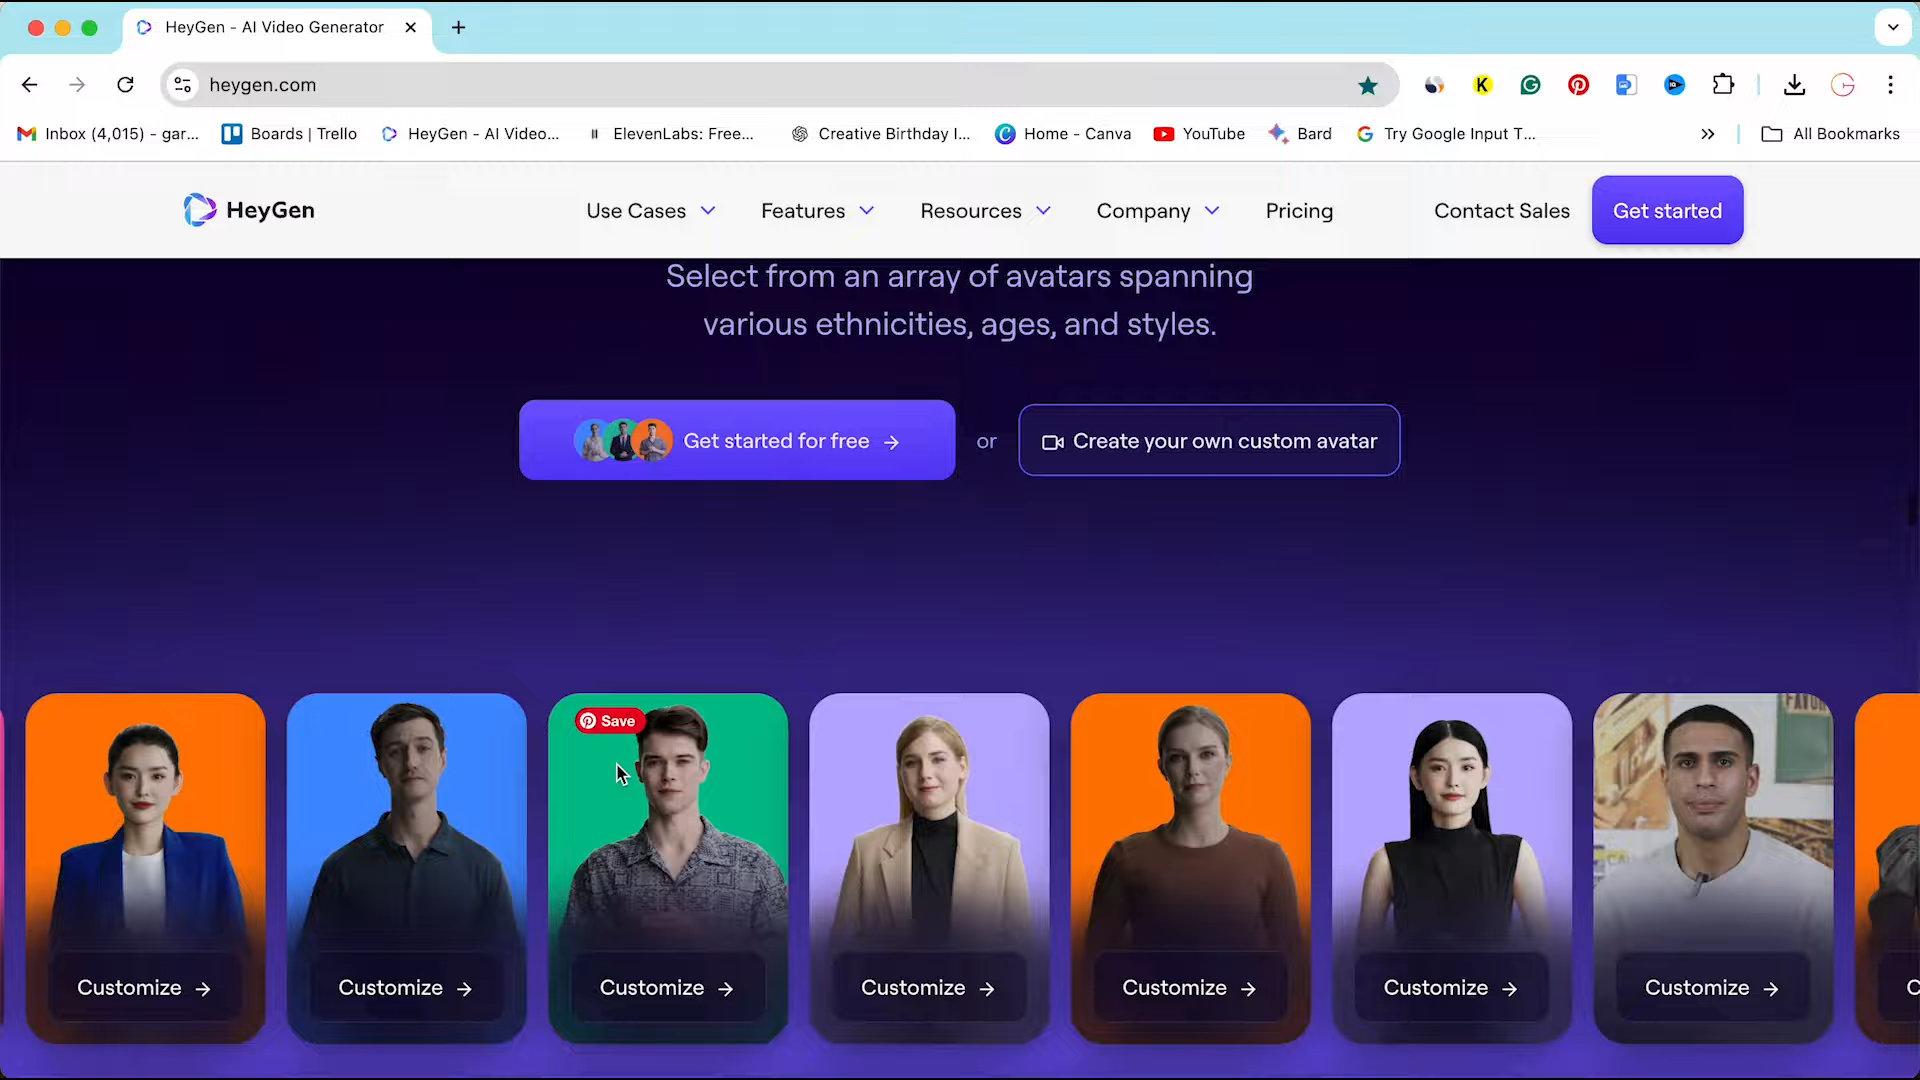 HeyGen - AI Video Generator
heygen.com
K
Inbox (4,015) - gar...
Boards | Trello
HeyGen - AI Video...
ElevenLabs: Free...
Creative Birthday I...
Home - Canva
YouTube
Bard
Try Google Input T...
All Bookmarks
HeyGen
Use Cases
Features
Resources
Company
Pricing
Contact Sales
Get started
Select from an array of avatars spanning
various ethnicities, ages, and styles.
Get started for free →
or
Create your own custom avatar
Save
Customize →
Customize →
Customize →
Customize →
Customize →
Customize →
Customize →